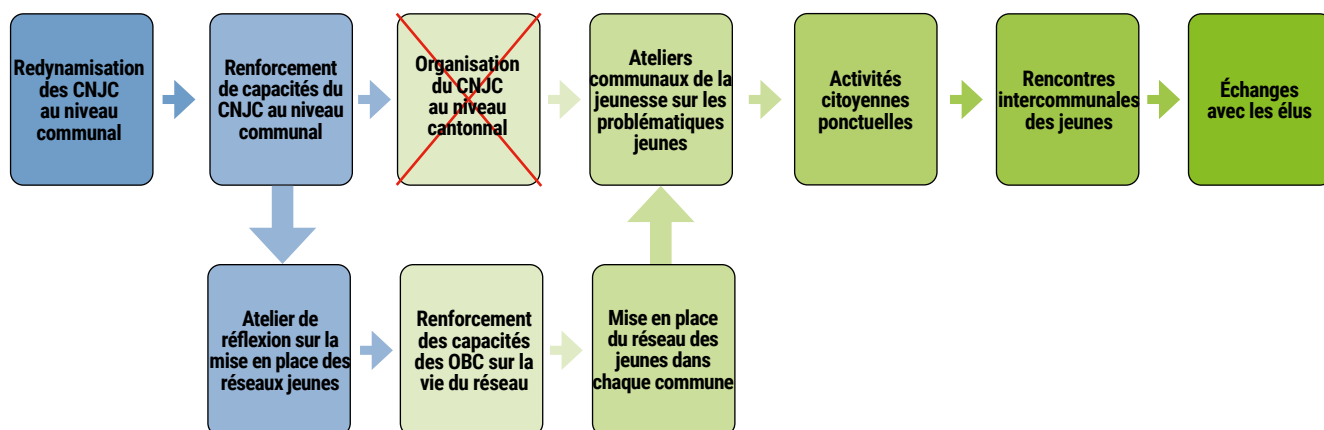 Redynamisation
des CNJC
au niveau
communal
Renforcement
de capacités du
CNJC au niveau
communal
Organisation
du CNJC
au niveau
cantonnal
Ateliers
communaux de la
jeunesse sur les
problématiques
jeunes
Activités
citoyennes
ponctuelles
Rencontres
intercommunales
des jeunes
Échanges
avec les élus
Atelier de
réflexion sur la
mise en place des
réseaux jeunes
Renforcement
des capacités
des OBC sur la
vie du réseau
Mise en place
du réseau des
jeunes dans
chaque commune